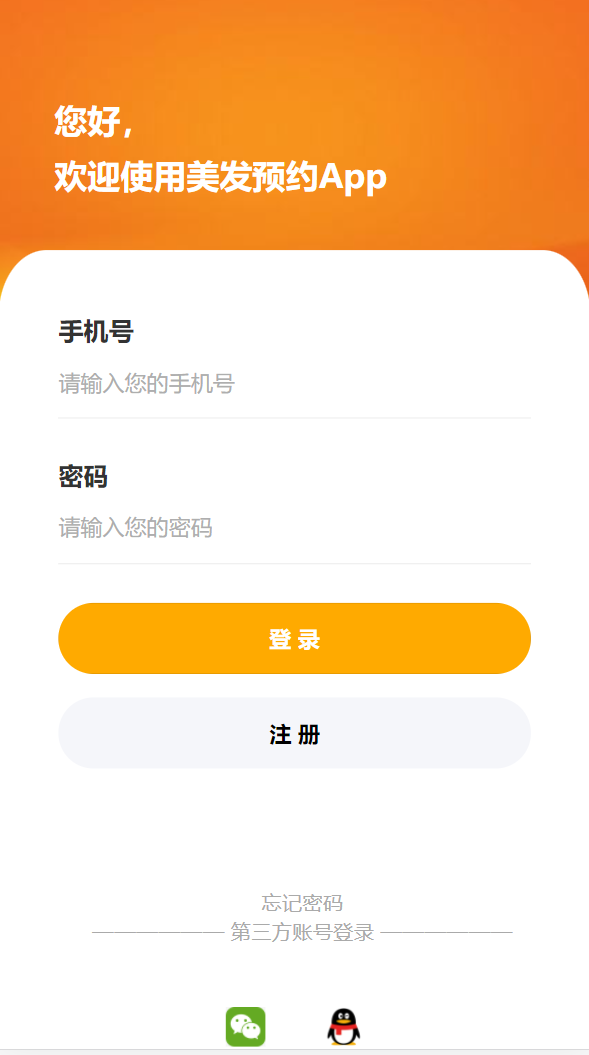 您好，
欢迎使用美发预约App
手机号
请输入您的手机号
密码
请输入您的密码
登 录
注 册
忘记密码
第三方账号登录